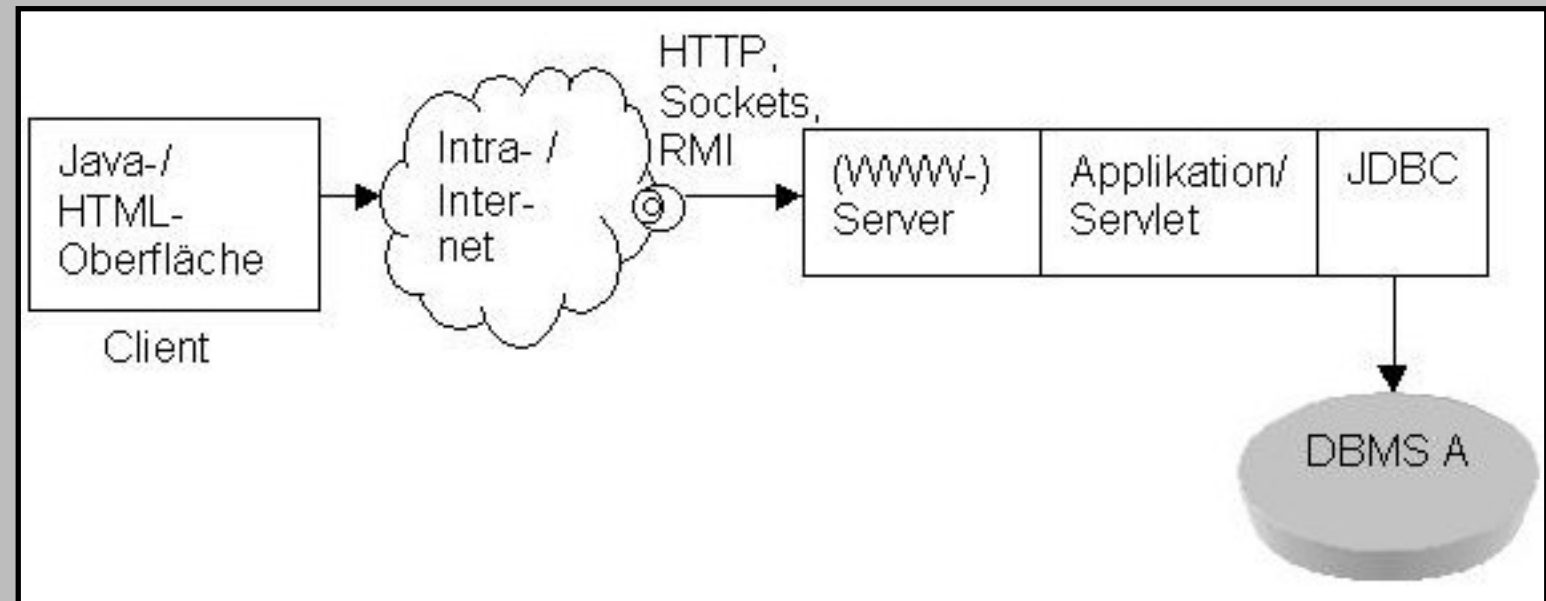 Java-/
HTML-
Oberfläche
Client
Intra- /
Inter-
net
HTTP,
Sockets,
RMI
(WWW-)
Server
Applikation/
Servlet
JDBC
DBMS A